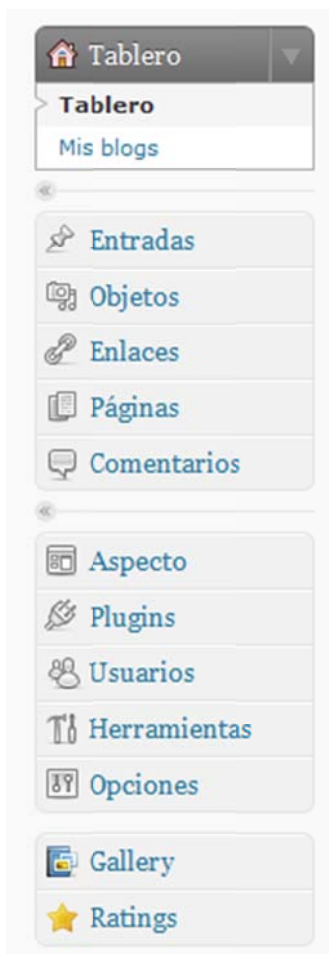 Tablero
Tablero
Mis blogs
Entradas
Objetos
Enlaces
Páginas
Comentarios
Aspecto
Plugins
Usuarios
Herramientas
Opciones
Gallery
Ratings